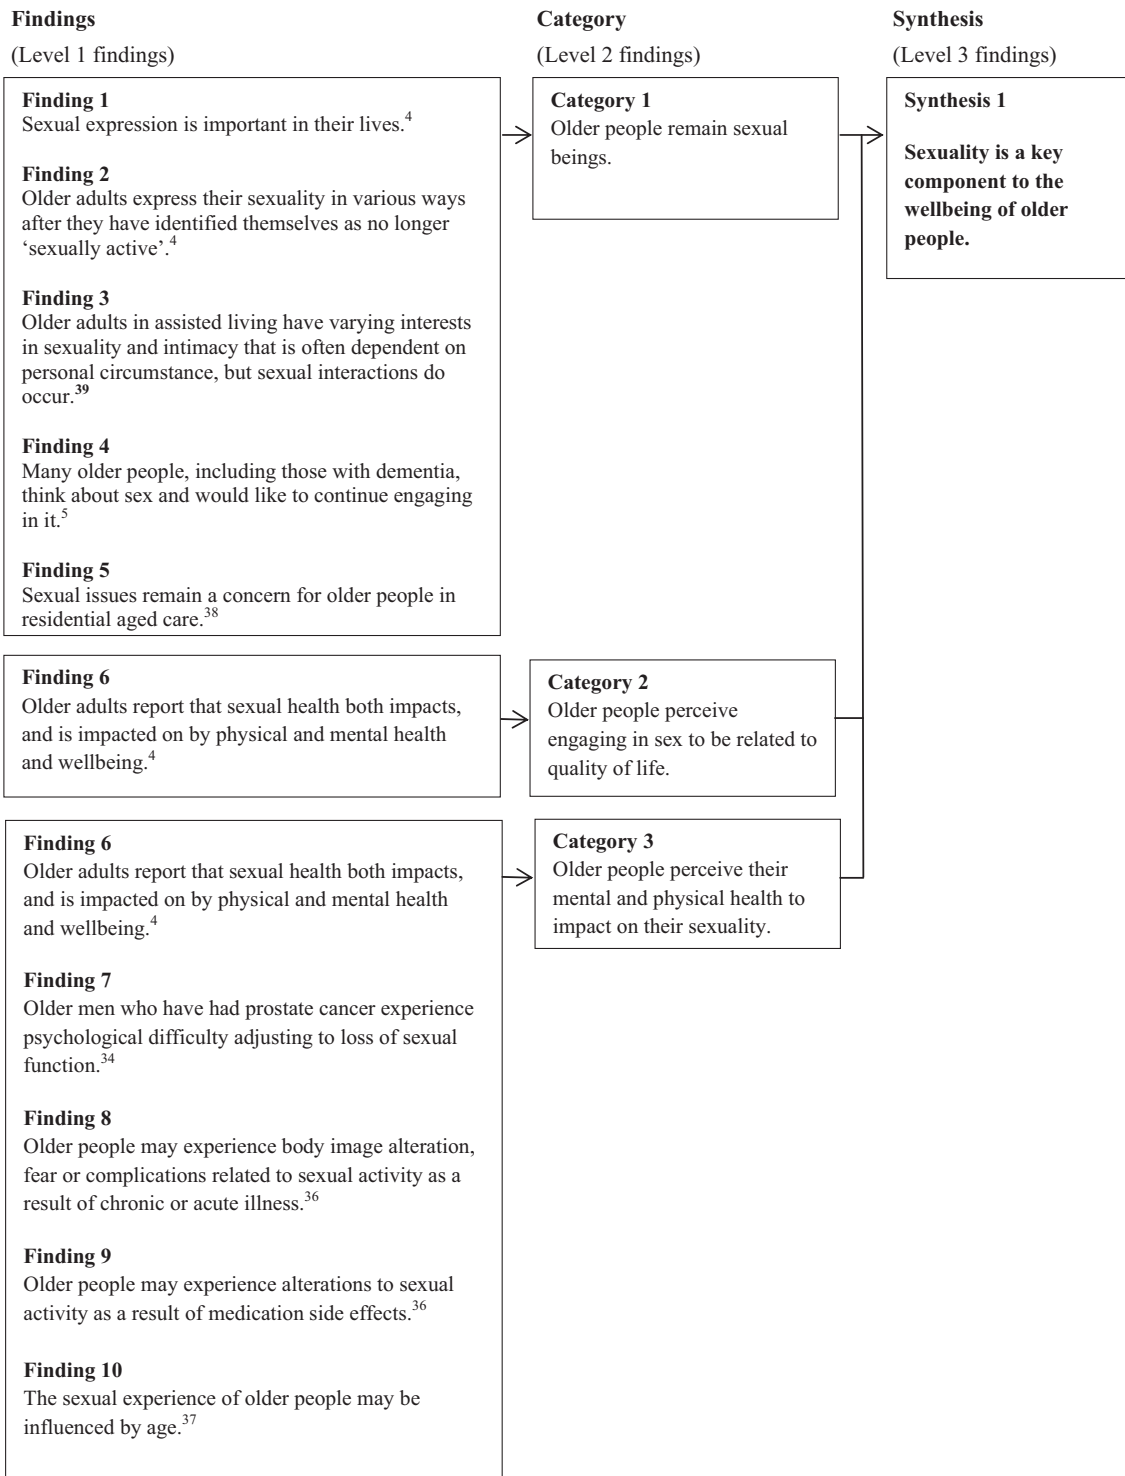 Findings
(Level 1 findings)
Category
(Level 2 findings)
Synthesis
(Level 3 findings)
Finding 1
Sexual expression is important in their lives.4
Finding 2
Older adults express their sexuality in various ways
after they have identified themselves as no longer
‘sexually active’.4
Finding 3
Older adults in assisted living have varying interests
in sexuality and intimacy that is often dependent on
personal circumstance, but sexual interactions do
occur.39
Finding 4
Many older people, including those with dementia,
think about sex and would like to continue engaging
in it.5
Finding 5
Sexual issues remain a concern for older people in
residential aged care.38
Category 1
Older people remain sexual
beings.
Synthesis 1
Sexuality is a key
component to the
wellbeing of older
people.
Finding 6
Older adults report that sexual health both impacts,
and is impacted on by physical and mental health
and wellbeing.4
Category 2
Older people perceive
engaging in sex to be related to
quality of life.
Finding 6
Older adults report that sexual health both impacts,
and is impacted on by physical and mental health
and wellbeing.4
Finding 7
Older men who have had prostate cancer experience
psychological difficulty adjusting to loss of sexual
function.34
Finding 8
Older people may experience body image alteration,
fear or complications related to sexual activity as a
result of chronic or acute illness.36
Finding 9
Older people may experience alterations to sexual
activity as a result of medication side effects.36
Finding 10
The sexual experience of older people may be
influenced by age.37
Category 3
Older people perceive their
mental and physical health to
impact on their sexuality.